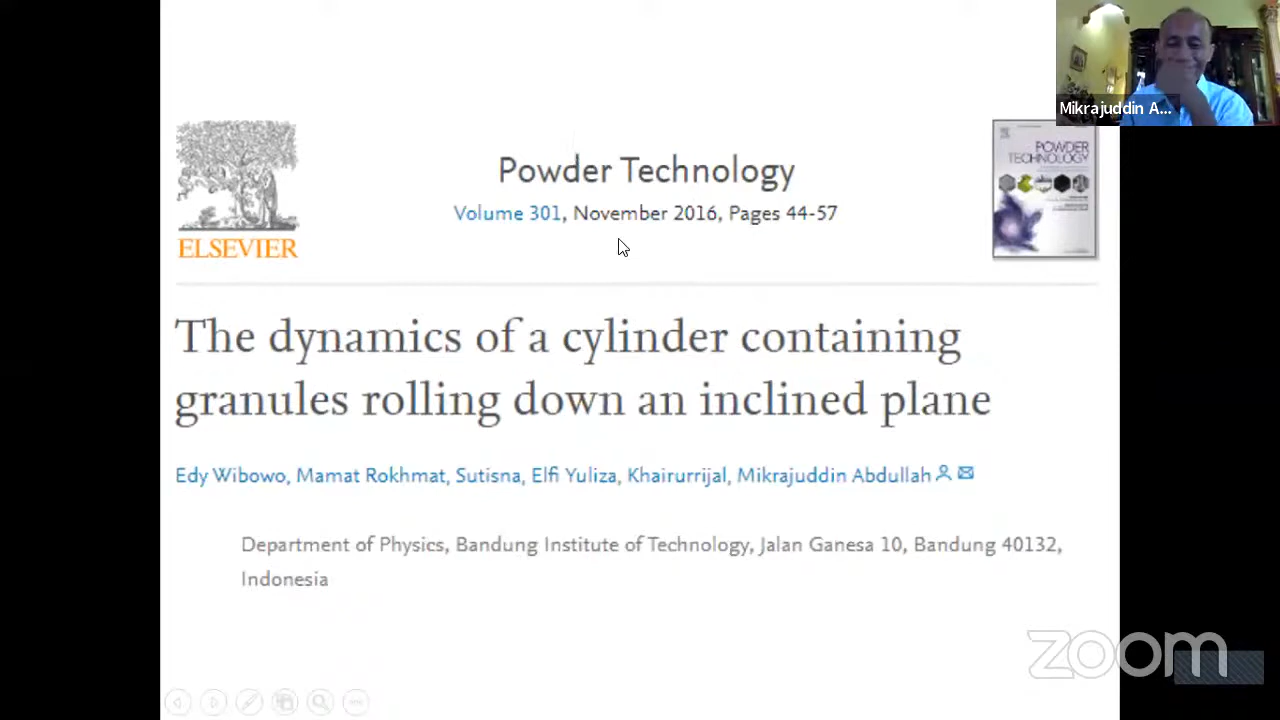 Mikrajuddin A...
ELSEVIER
Powder Technology
Volume 301, November 2016, Pages 44-57
POWDER
TECHNOLOGY
The dynamics of a cylinder containing
granules rolling down an inclined plane
Edy Wibowo, Mamat Rokhmat, Sutisna, Elfi Yuliza, Khairurrijal, Mikrajuddin Abdullah
Department of Physics, Bandung Institute of Technology, Jalan Ganesa 10, Bandung 40132,
Indonesia
zoom